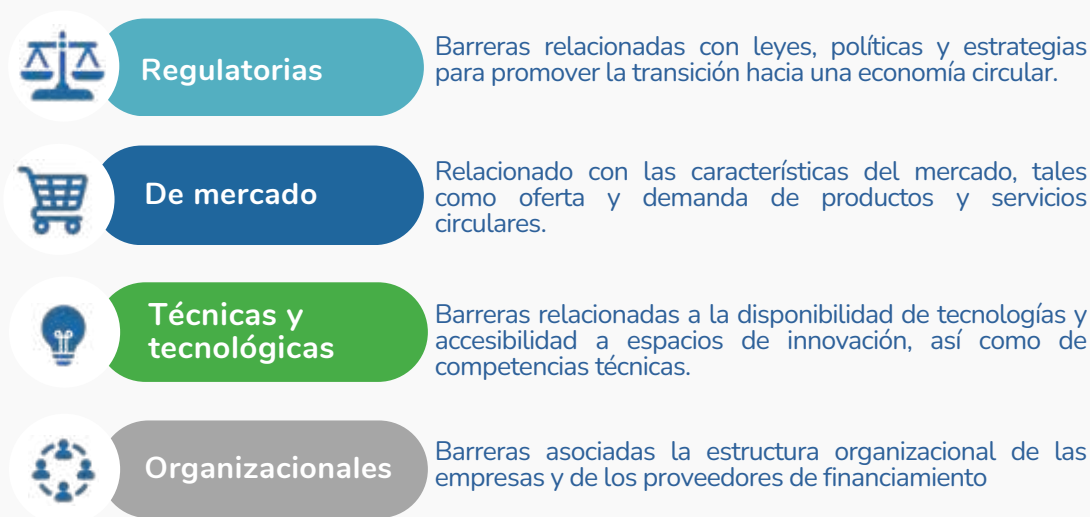 Regulatorias
Barreras relacionadas con leyes, políticas y estrategias
para promover la transición hacia una economía circular.
De mercado
Relacionado con las características del mercado, tales
como oferta y demanda de productos y servicios
circulares.
Técnicas y
tecnológicas
Barreras relacionadas a la disponibilidad de tecnologías y
accesibilidad a espacios de innovación, así como de
competencias técnicas.
Organizacionales
Barreras asociadas la estructura organizacional de las
empresas y de los proveedores de financiamiento